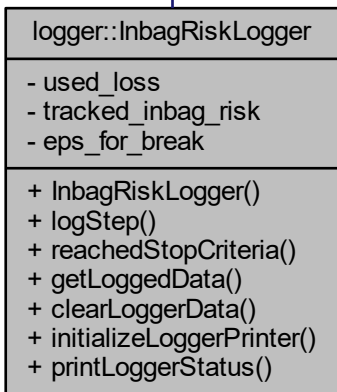 logger::InbagRiskLogger
- used_loss
- tracked_inbag_risk
- eps_for_break
+ InbagRiskLogger()
+ logStep()
+ reachedStopCriteria()
+ getLoggedData()
+ clearLoggerData()
+ initializeLoggerPrinter()
+ printLoggerStatus()